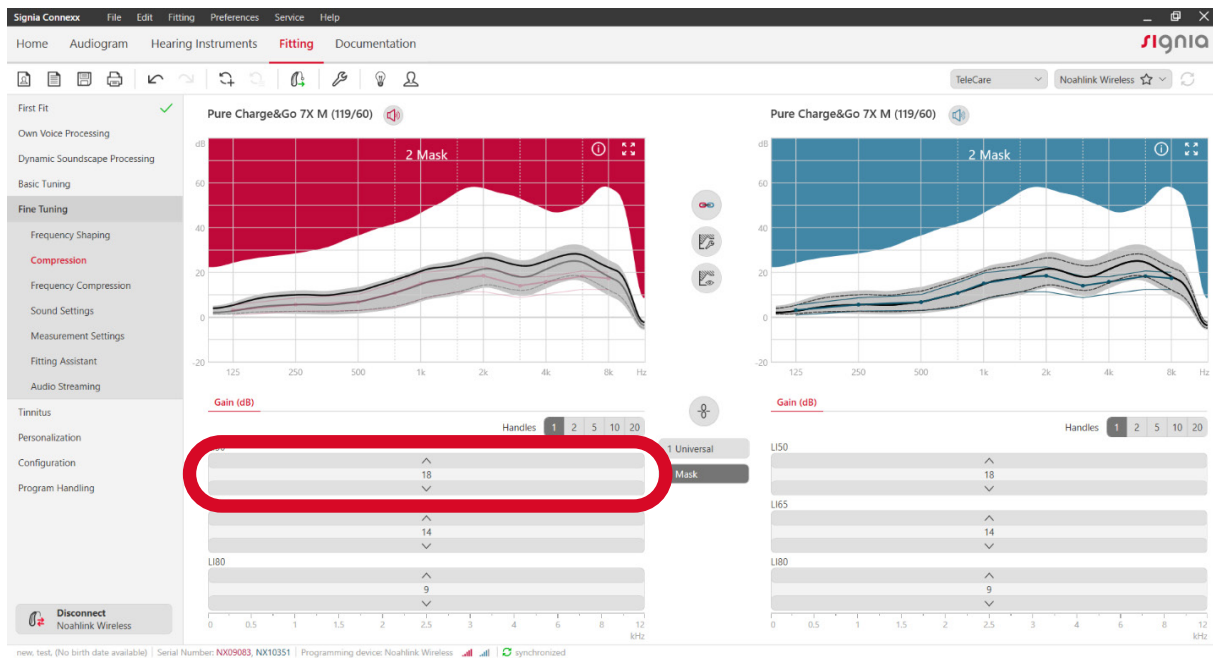 Signia Connexx File Edit Fitting Preferences Service Help
Home Audiogram Hearing Instruments Fitting Documentation signia
TeleCare Noahlink Wireless
First Fit
Own Voice Processing
Dynamic Soundscape Processing
Basic Tuning
Fine Tuning
Frequency Shaping
Compression
Frequency Compression
Sound Settings
Measurement Settings
Fitting Assistant
Audio Streaming
Tinnitus
Personalization
Configuration
Program Handling
Disconnect
Noahlink Wireless
Pure Charge&Go 7X M (119/60)
dB
2 Mask
60
40
20
0
-20
125 250 500 1k 2k 4k 8k Hz
Gain (dB)
Handles 1 2 5 10 20
18
14
LI80
9
0 0.5 1 1.5 2 2.5 3 4 6 8 12
kHz
1 Universal
Mask
Pure Charge&Go 7X M (119/60)
dB
2 Mask
60
40
20
0
-20
125 250 500 1k 2k 4k 8k Hz
Gain (dB)
Handles 1 2 5 10 20
LI50
18
LI65
14
LI80
9
0 0.5 1 1.5 2 2.5 3 4 6 8 12
kHz
new, test, (No birth date available) Serial Number: NX09083, NX10351 Programming device: Noahlink Wireless synchronized